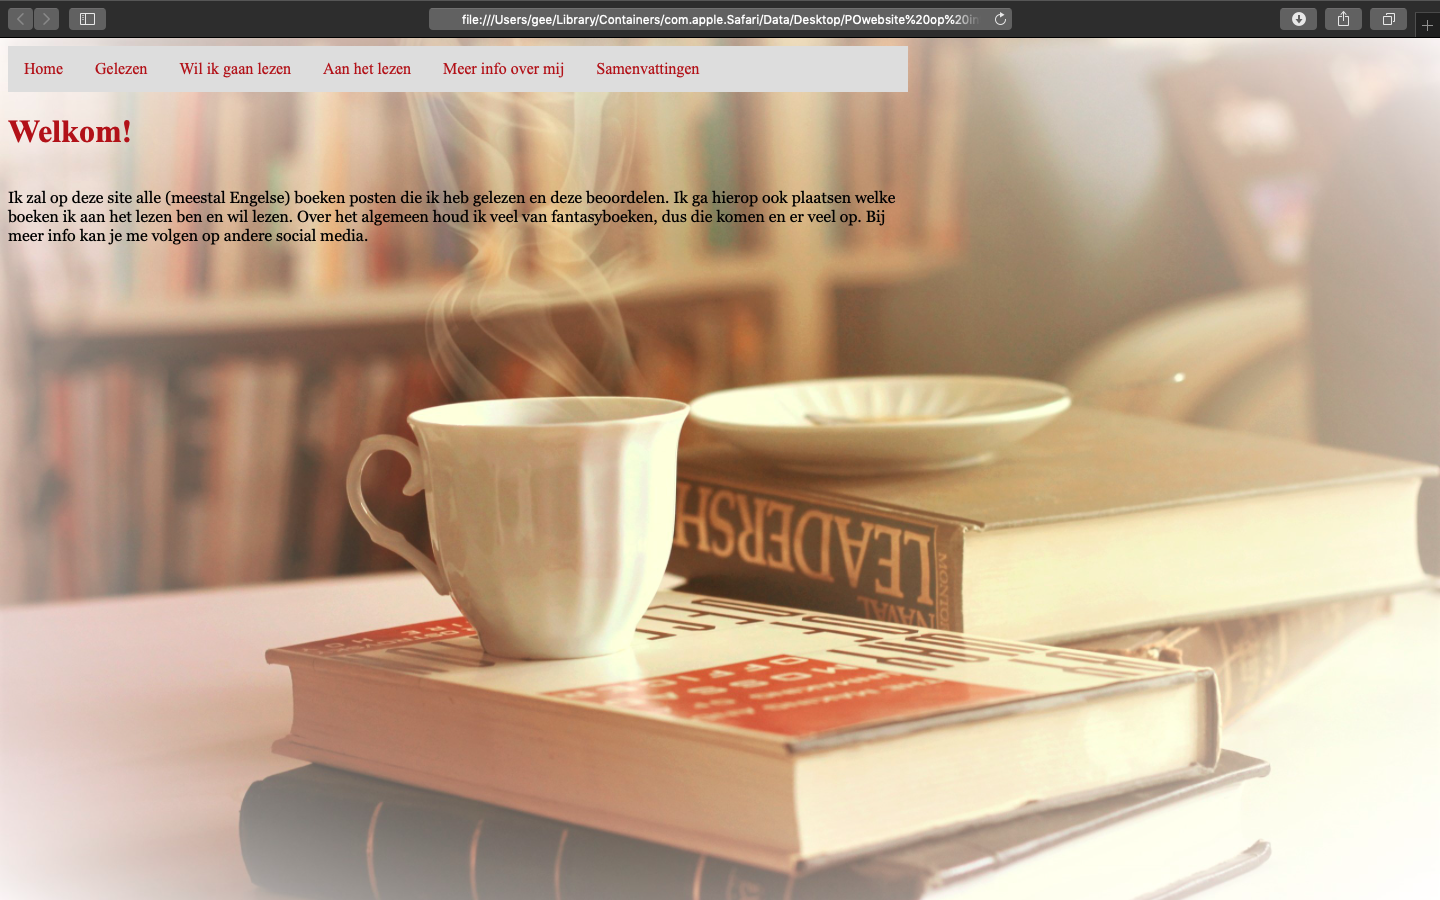 file:///Users/gee/Library/Containers/com.apple.Safari/Data/Desktop/POwebsite%20op%20in
Home Gelezen Wil ik gaan lezen Aan het lezen Meer info over mij Samenvattingen
Welkom!
Ik zal op deze site alle (meestal Engelse) boeken posten die ik heb gelezen en deze beoordelen. Ik ga hierop ook plaatsen welke
boeken ik aan het lezen ben en wil lezen. Over het algemeen houd ik veel van fantasyboeken, dus die komen en er veel op. Bij
meer info kan je me volgen op andere social media.
NAVAL
LEADERSH